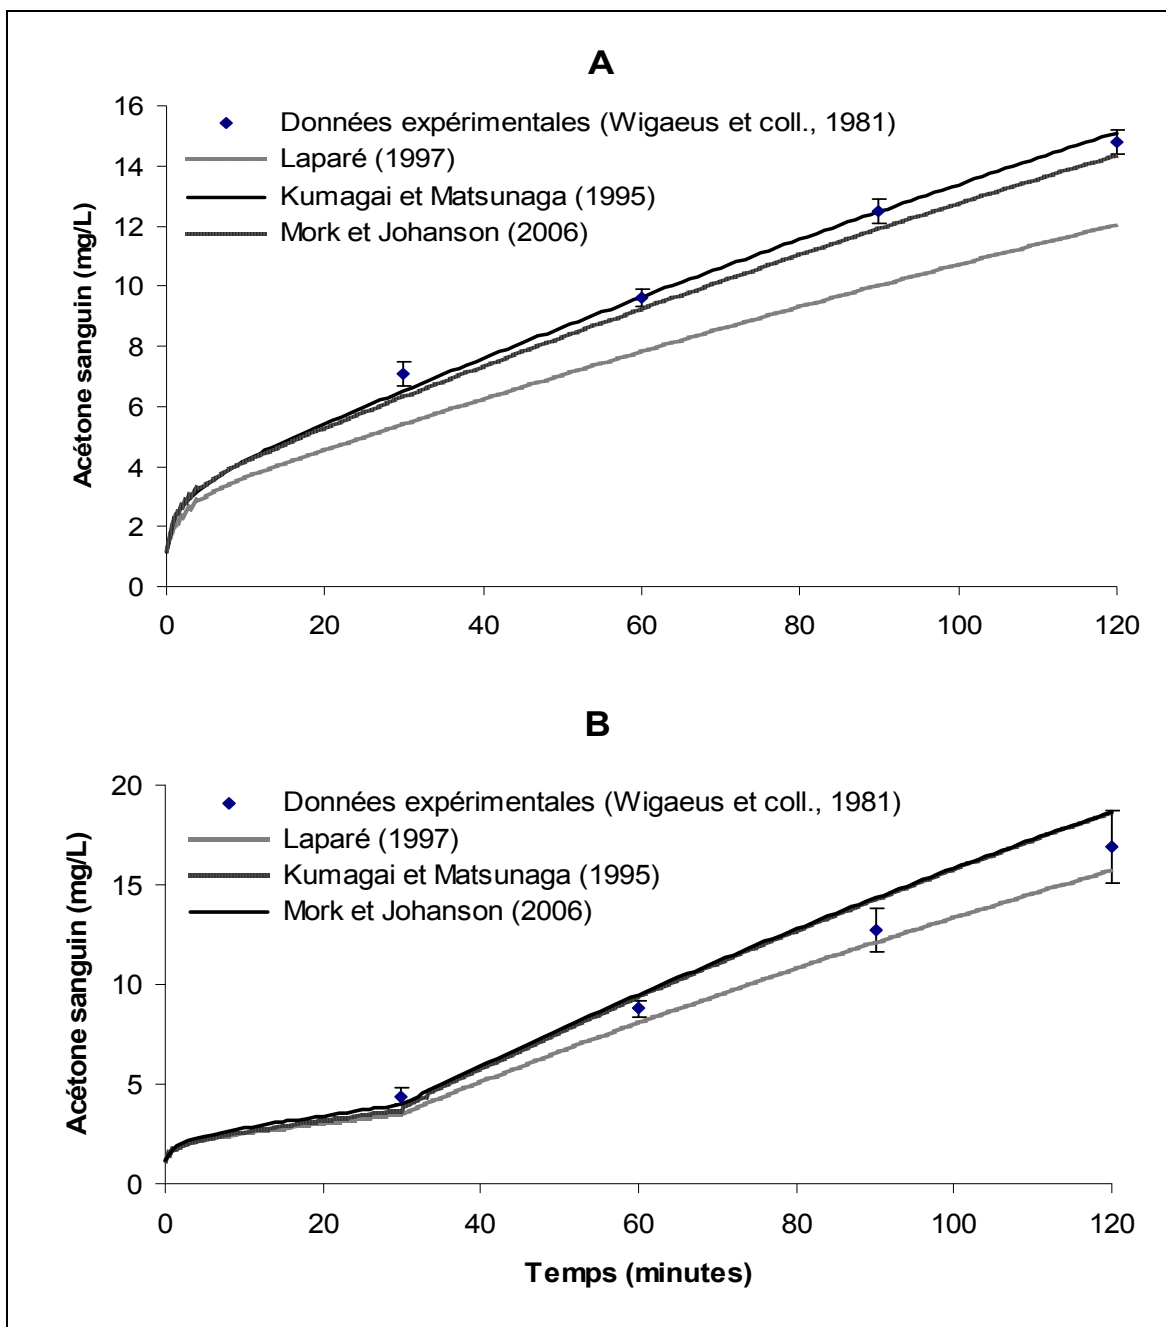 A
16
14
12
10
8
6
4
2
0
Acétone sanguin (mg/L)
Données expérimentales (Wigaeus et coll., 1981)
Laparé (1997)
Kumagai et Matsunaga (1995)
Mork et Johanson (2006)
0 20 40 60 80 100 120
B
20
15
10
5
0
Acétone sanguin (mg/L)
Données expérimentales (Wigaeus et coll., 1981)
Laparé (1997)
Kumagai et Matsunaga (1995)
Mork et Johanson (2006)
0 20 40 60 80 100 120
Temps (minutes)